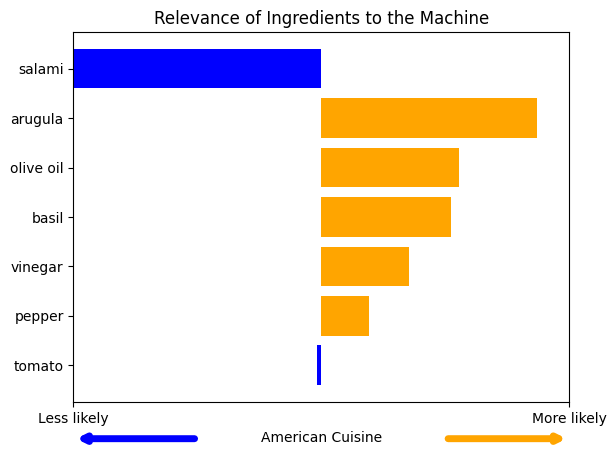 Relevance of Ingredients to the Machine
salami
arugula
olive oil
basil
vinegar
pepper
tomato
Less likely
More likely
American Cuisine